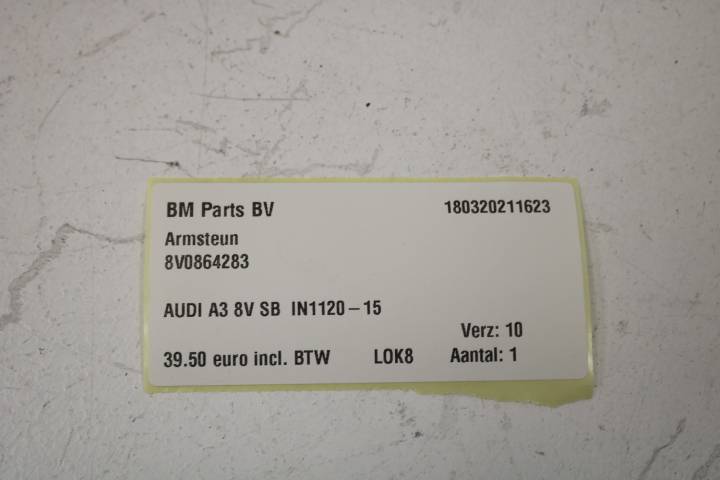 BM Parts BV 180320211623
Armsteun
8V0864283
AUDI A3 8V SB IN1120-15
Verz: 10
39.50 euro incl. BTW LOK8 Aantal: 1